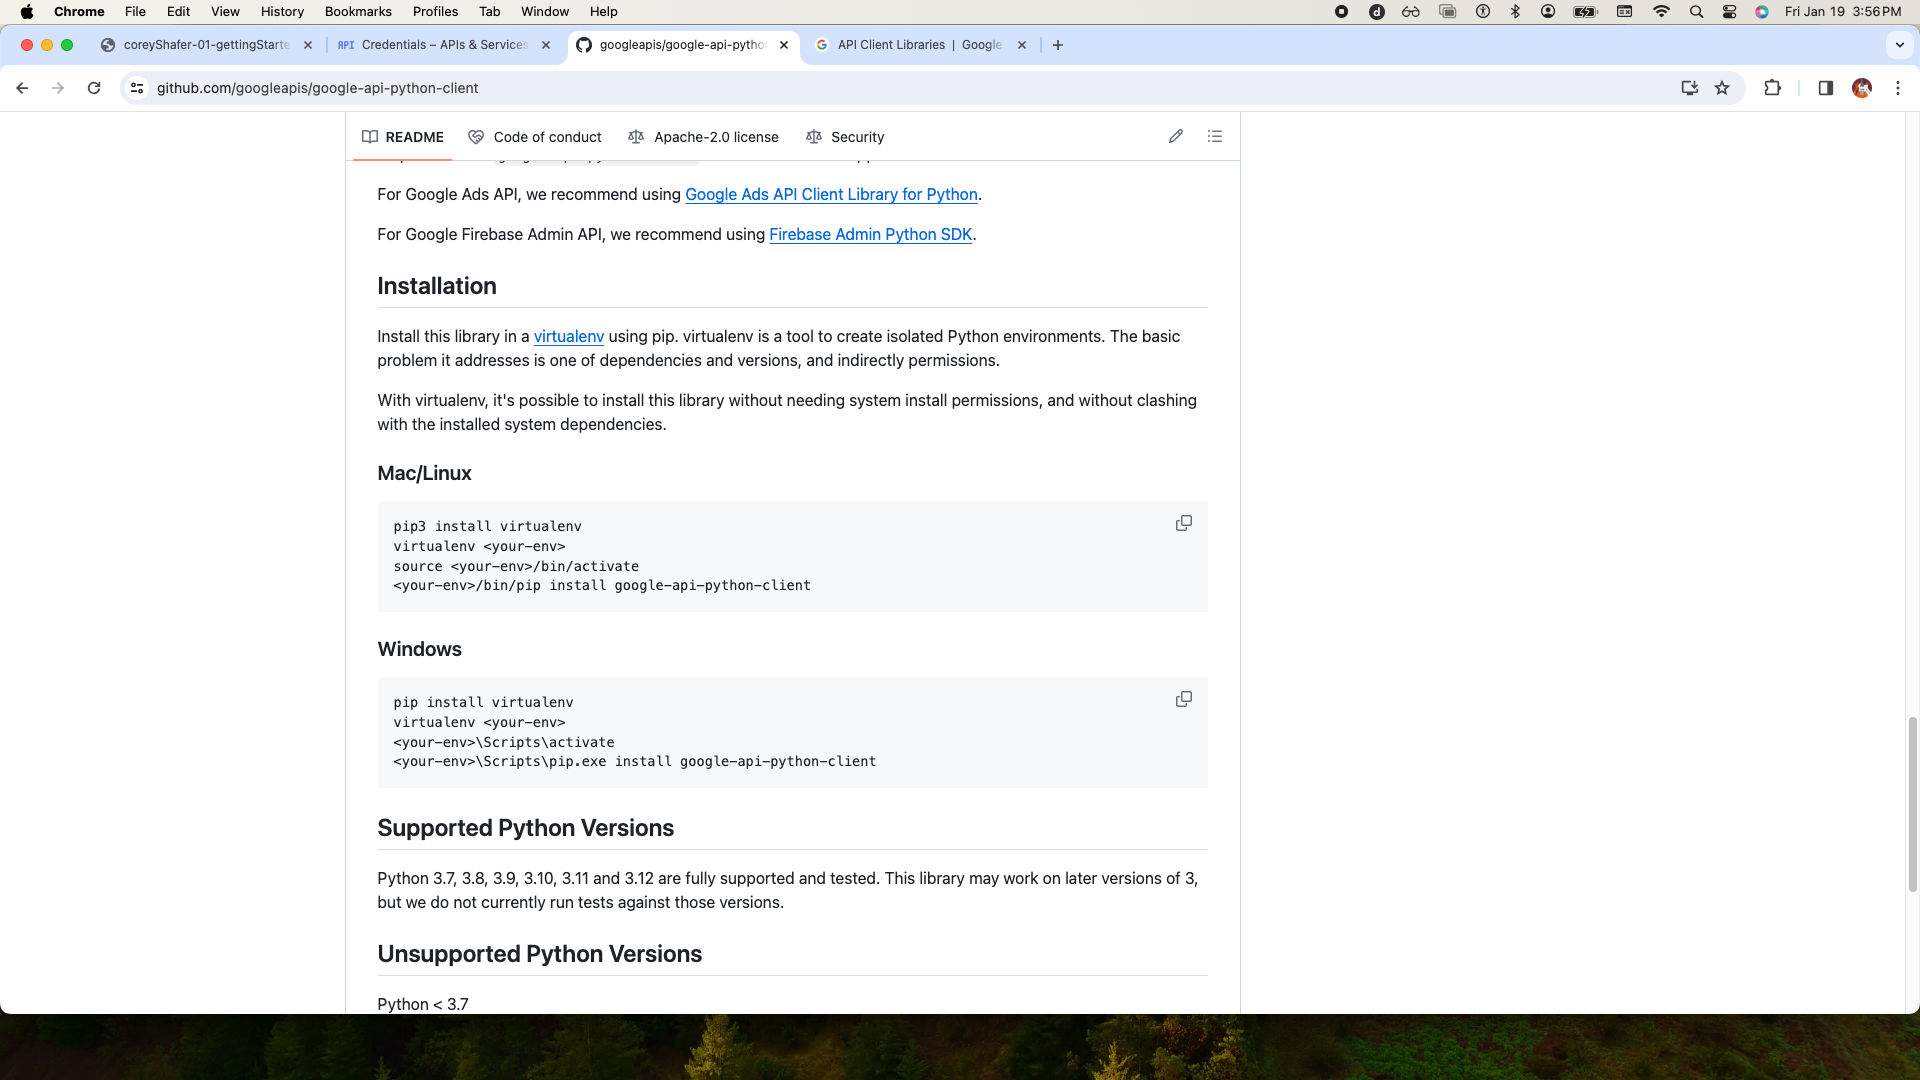 Chrome File Edit View History Bookmarks Profiles Tab Window Help Fri Jan 19 3:56 PM
coreyShafer-01-gettingStarte
API Credentials – APIs & Services
googleapis/google-api-pytho
API Client Libraries | Google
github.com/googleapis/google-api-python-client
README Code of conduct Apache-2.0 license Security
For Google Ads API, we recommend using Google Ads API Client Library for Python.
For Google Firebase Admin API, we recommend using Firebase Admin Python SDK.
Installation
Install this library in a virtualenv using pip. virtualenv is a tool to create isolated Python environments. The basic
problem it addresses is one of dependencies and versions, and indirectly permissions.
With virtualenv, it's possible to install this library without needing system install permissions, and without clashing
with the installed system dependencies.
Mac/Linux
pip3 install virtualenv
virtualenv <your-env>
source <your-env>/bin/activate
<your-env>/bin/pip install google-api-python-client
Windows
pip install virtualenv
virtualenv <your-env>
<your-env>\Scripts\activate
<your-env>\Scripts\pip.exe install google-api-python-client
Supported Python Versions
Python 3.7, 3.8, 3.9, 3.10, 3.11 and 3.12 are fully supported and tested. This library may work on later versions of 3,
but we do not currently run tests against those versions.
Unsupported Python Versions
Python < 3.7